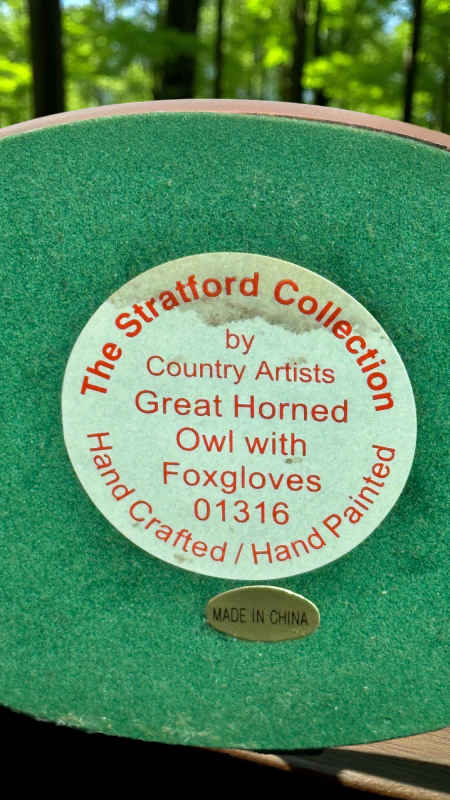 The Stratford Collection
by
Country Artists
Great Horned
Owl with
Foxgloves
01316
Hand Crafted / Hand Painted
MADE IN CHINA